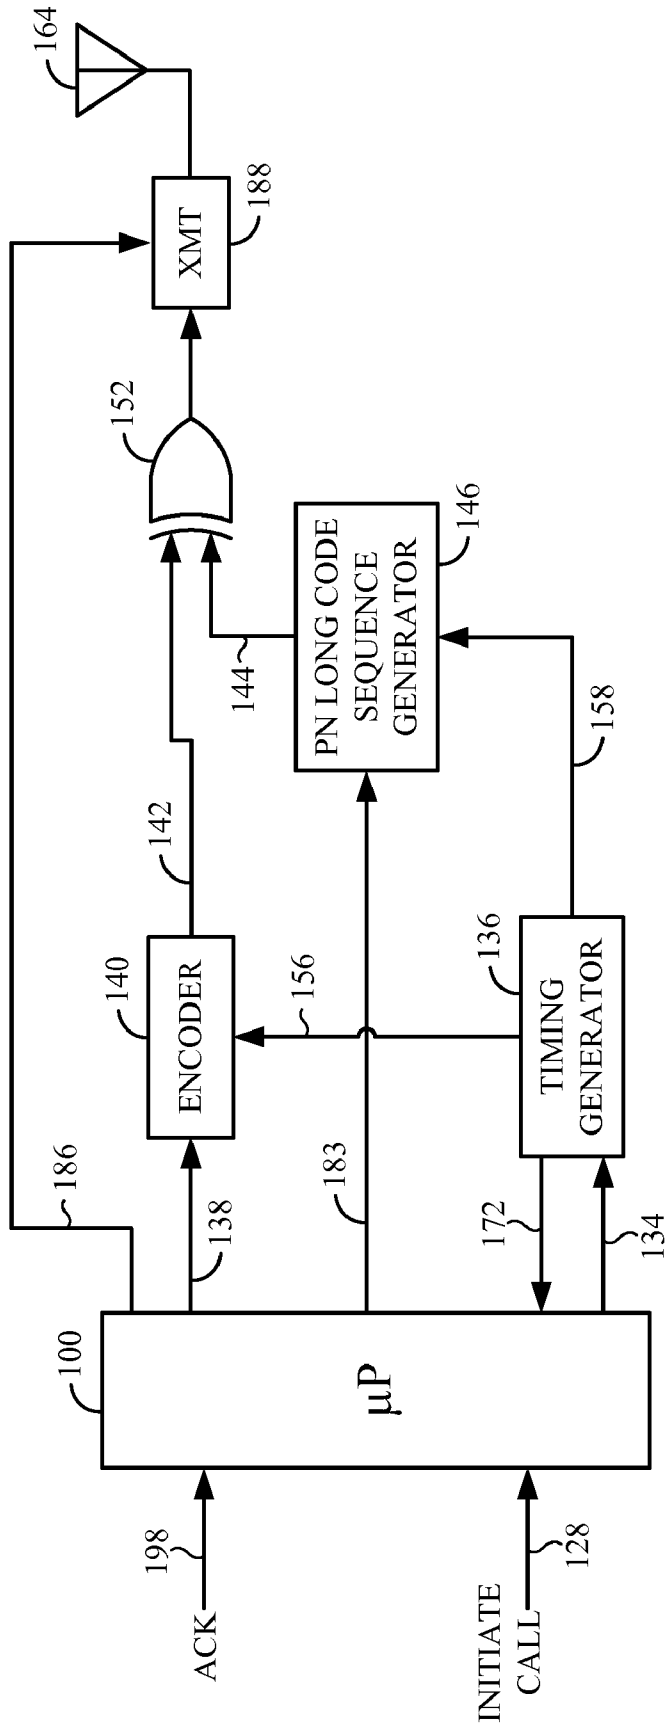 164
186
XMT
188
152
140
ENCODER
142
138
100
µP
144
PN LONG CODE
SEQUENCE
GENERATOR
146
156
183
136
TIMING
GENERATOR
158
172
134
198
ACK
128
INITIATE
CALL